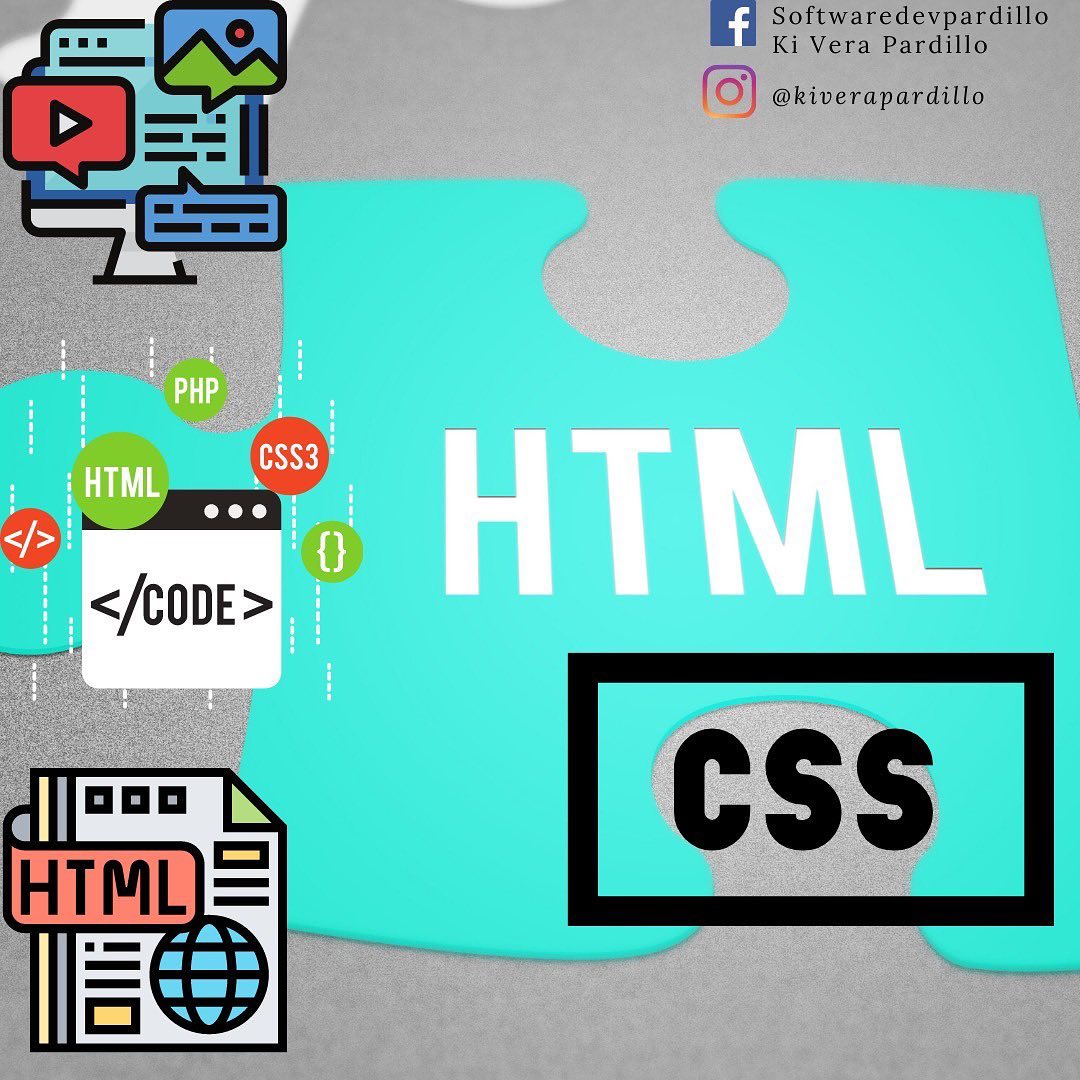 Softwaredevpardillo
Ki Vera Pardillo
@kiverapardillo
PHP
CSS3
HTML
</>
{}
</CODE>
HTML
CSS
HTML